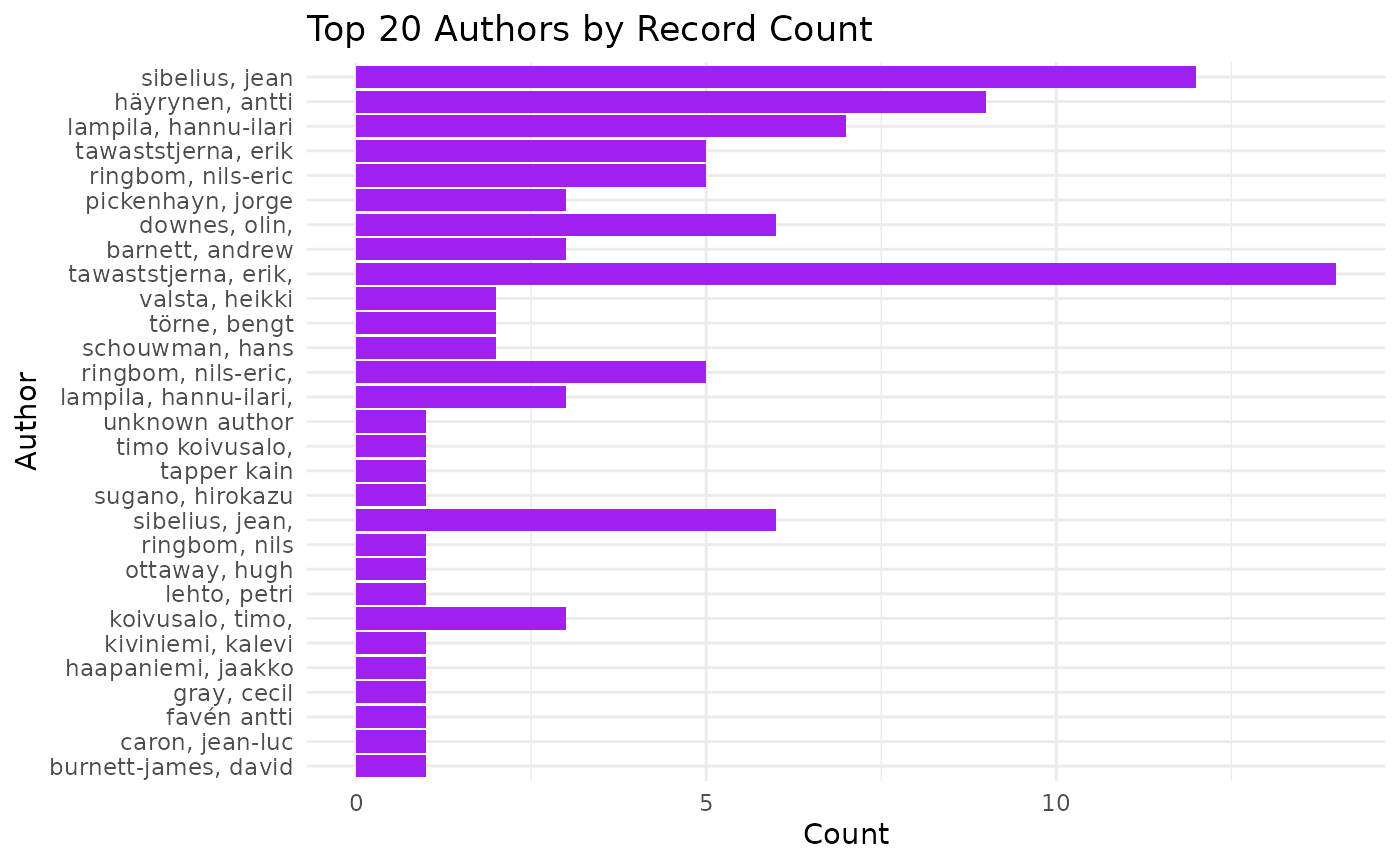 Top 20 Authors by Record Count
Author
sibelius, jean
häyrynen, antti
lampila, hannu-ilari
tawaststjerna, erik
ringbom, nils-eric
pickenhayn, jorge
downes, olin,
barnett, andrew
tawaststjerna, erik,
valsta, heikki
törne, bengt
schouwman, hans
ringbom, nils-eric,
lampila, hannu-ilari,
unknown author
timo koivusalo,
tapper kain
sugano, hirokazu
sibelius, jean,
ringbom, nils
ottaway, hugh
lehto, petri
koivusalo, timo,
kiviniemi, kalevi
haapaniemi, jaakko
gray, cecil
favén antti
caron, jean-luc
burnett-james, david
0 5 10
Count